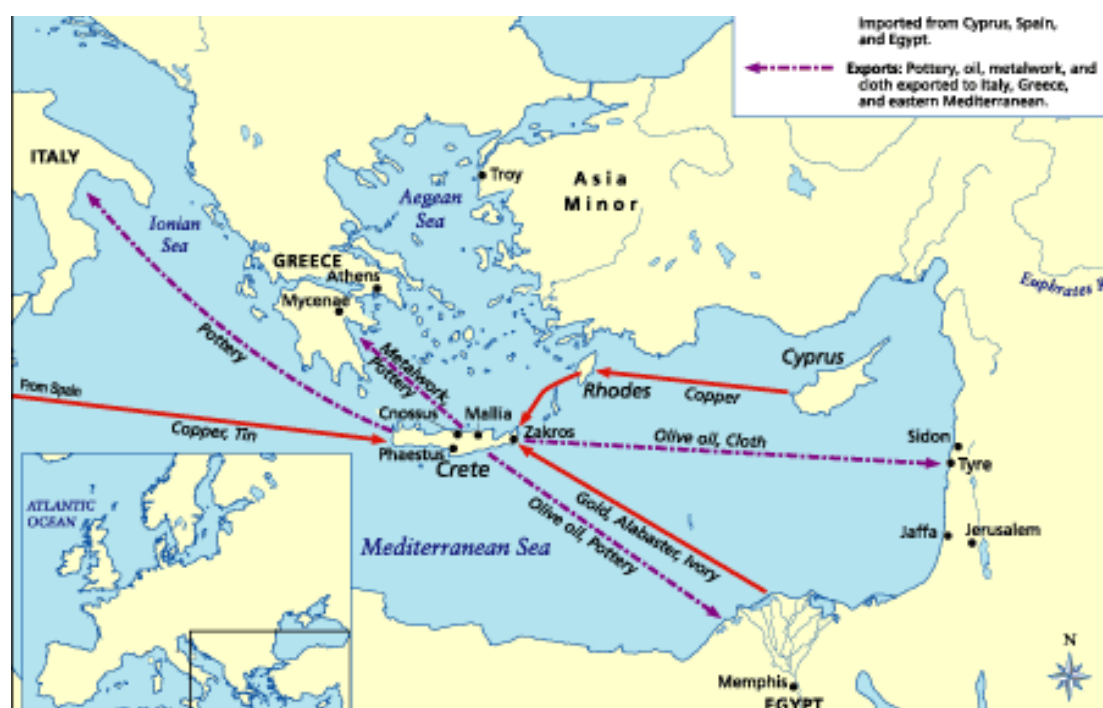 Imported from Cyprus, Spain,
and Egypt.
Exports: Pottery, oil, metalwork, and
cloth exported to Italy, Greece,
and eastern Mediterranean.
ITALY
Ionian
Sea
Aegean
Sea
Troy
Asia
Minor
GREECE
Athens
Mycenae
Euphrates
Pottery
Metalwork,
Pottery
Cyprus
Rhodes
Copper
From Spain
Copper, Tin
Cnossus
Mallia
Zakros
Phaestus
Crete
Olive oil, Cloth
Sidon
Tyre
Gold, Alabaster, Ivory
Olive oil, Pottery
Jaffa
Jerusalem
Mediterranean Sea
ATLANTIC
OCEAN
N
Memphis
EGYPT